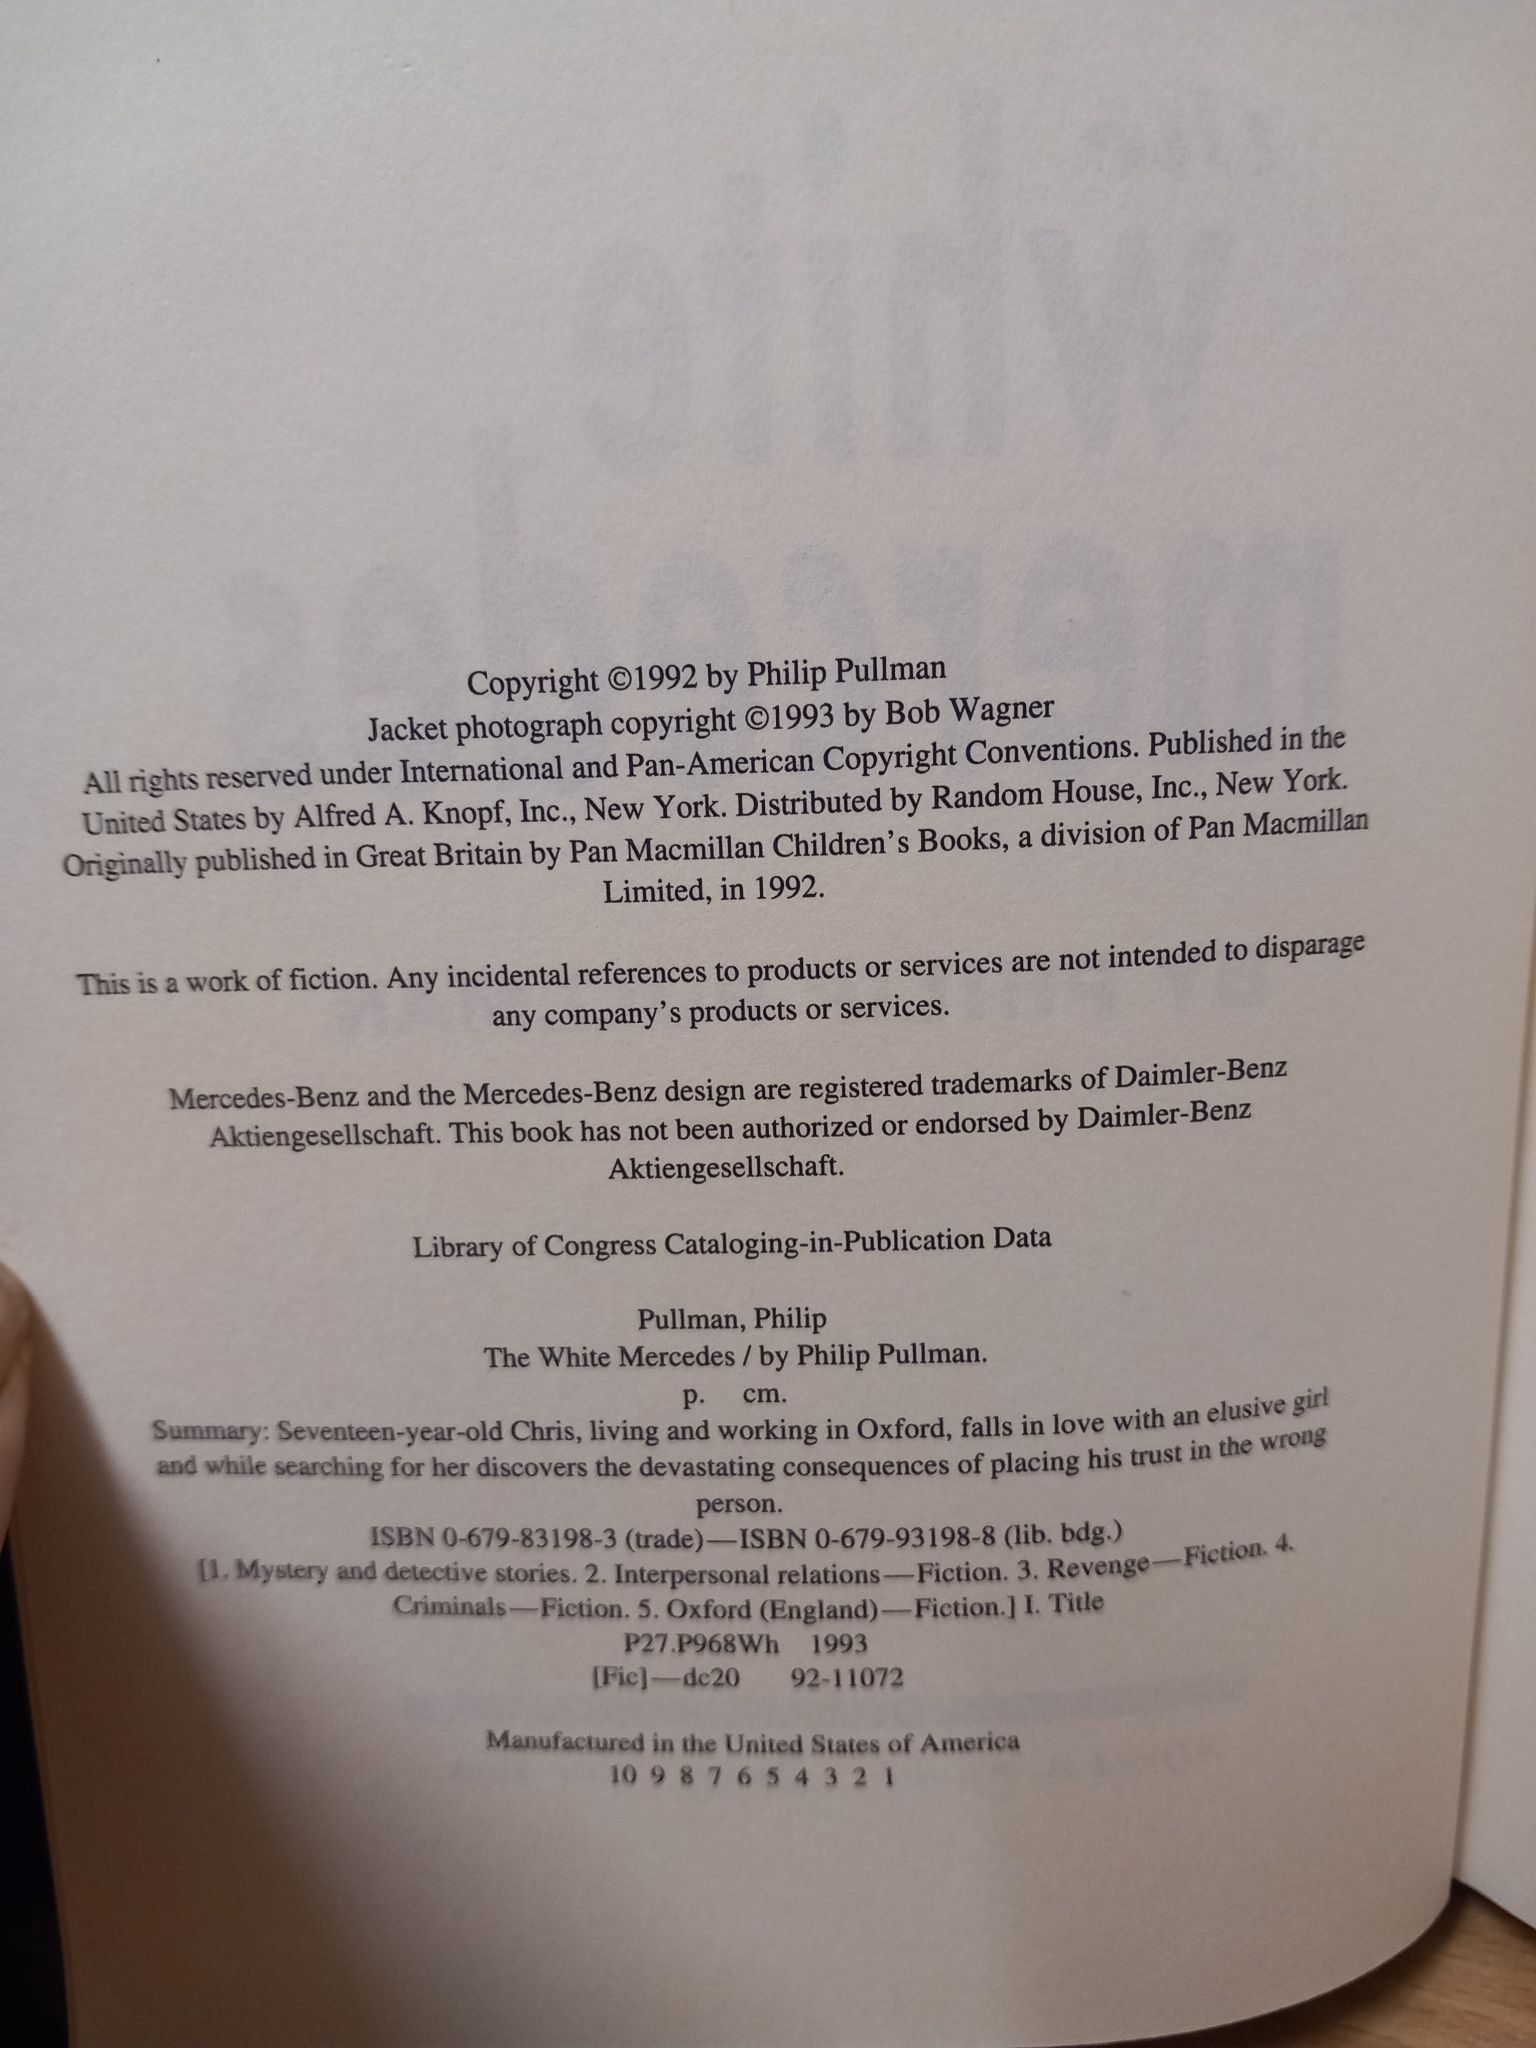 Copyright ©1992 by Philip Pullman
Jacket photograph copyright ©1993 by Bob Wagner
All rights reserved under International and Pan-American Copyright Conventions. Published in the
United States by Alfred A. Knopf, Inc., New York. Distributed by Random House, Inc., New York.
Originally published in Great Britain by Pan Macmillan Children's Books, a division of Pan Macmillan
Limited, in 1992.
This is a work of fiction. Any incidental references to products or services are not intended to disparage
any company's products or services.
Mercedes-Benz and the Mercedes-Benz design are registered trademarks of Daimler-Benz
Aktiengesellschaft. This book has not been authorized or endorsed by Daimler-Benz
Aktiengesellschaft.
Library of Congress Cataloging-in-Publication Data
Pullman, Philip
The White Mercedes / by Philip Pullman.
p. cm.
Summary: Seventeen-year-old Chris, living and working in Oxford, falls in love with an elusive girl
and while searching for her discovers the devastating consequences of placing his trust in the wrong
person.
ISBN 0-679-83198-3 (trade)—ISBN 0-679-93198-8 (lib. bdg.)
[1. Mystery and detective stories. 2. Interpersonal relations—Fiction. 3. Revenge—Fiction. 4.
Criminals—Fiction. 5. Oxford (England)—Fiction.] I. Title
P27.P968Wh 1993
[Fic]—dc20 92-11072
Manufactured in the United States of America
10 9 8 7 6 5 4 3 2 1